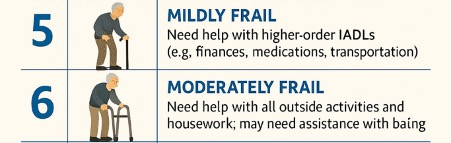 5
MILDLY FRAIL
Need help with higher-order IADLs
(e.g, finances, medications, transportation)
6
MODERATELY FRAIL
Need help with all outside activities and
housework; may need assistance with baíng